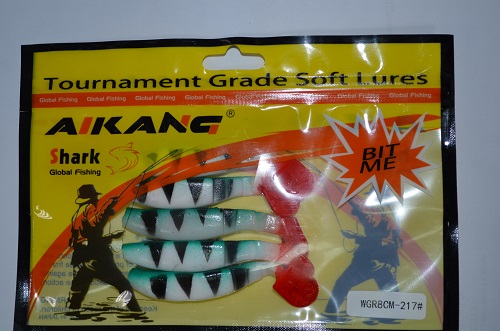 Tournament Grade Soft Lures
Global Fishing Global Fishing Global Fishing Global Fishing Global Fishing Global Fishing Global Fishing
AIKANG®
Shark
Global Fishing
BIT
ME
WGR8CM-217#